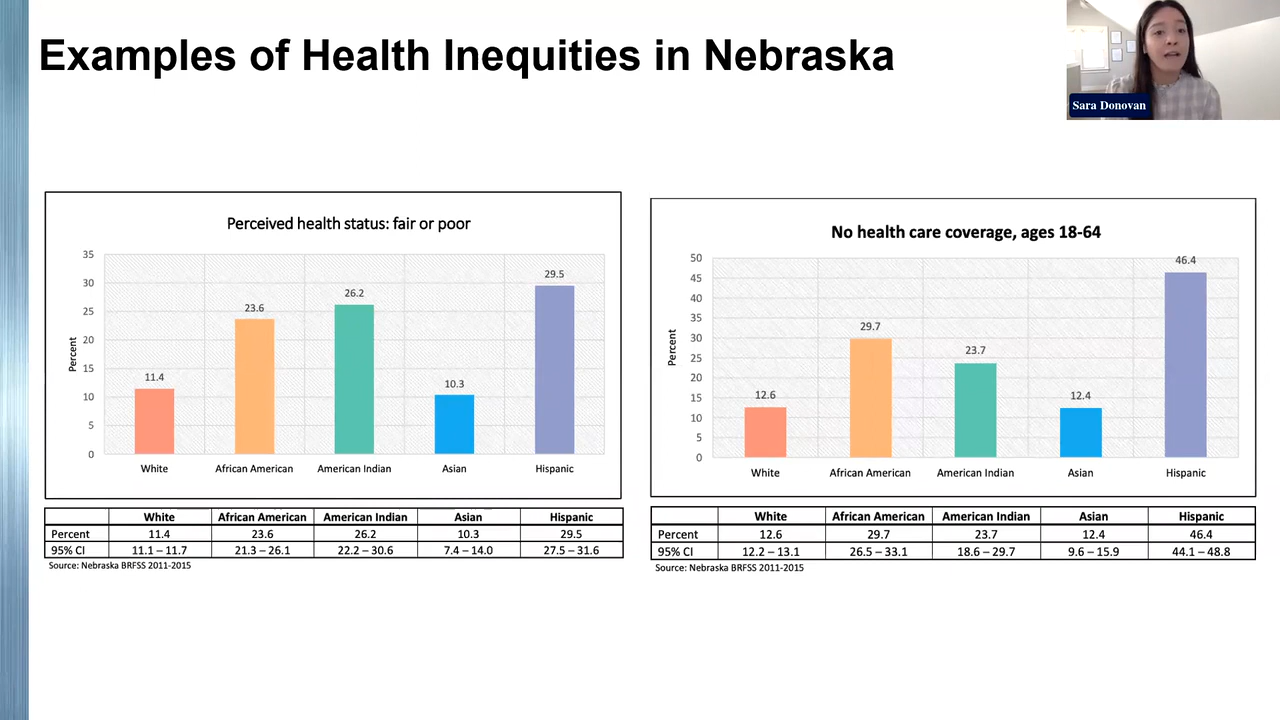 Examples of Health Inequities in Nebraska
Sara Donovan
Perceived health status: fair or poor
Percent
35
30
25
20
15
10
5
0
11.4
23.6
26.2
10.3
29.5
White African American American Indian Asian Hispanic
White African American American Indian Asian Hispanic
Percent 11.4 23.6 26.2 10.3 29.5
95% CI 11.1 – 11.7 21.3 – 26.1 22.2 – 30.6 7.4 – 14.0 27.5 – 31.6
Source: Nebraska BRFSS 2011-2015
No health care coverage, ages 18-64
Percent
50
45
40
35
30
25
20
15
10
5
0
12.6
29.7
23.7
12.4
46.4
White African American American Indian Asian Hispanic
White African American American Indian Asian Hispanic
Percent 12.6 29.7 23.7 12.4 46.4
95% CI 12.2 – 13.1 26.5 – 33.1 18.6 – 29.7 9.6 – 15.9 44.1 – 48.8
Source: Nebraska BRFSS 2011-2015